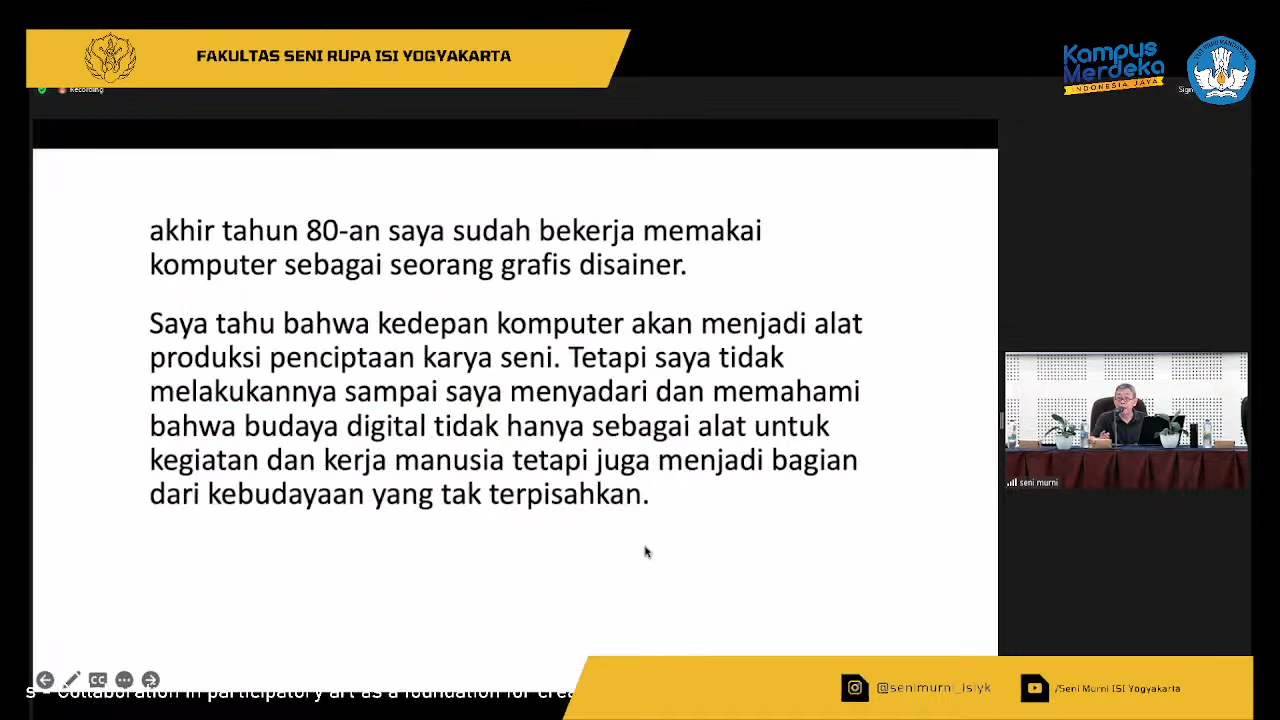 FAKULTAS SENI RUPA ISI YOGYAKARTA
Kampus
Merdeka
INDONESIA JAYA
Recording
Sign
akhir tahun 80-an saya sudah bekerja memakai
komputer sebagai seorang grafis disainer.
Saya tahu bahwa kedepan komputer akan menjadi alat
produksi penciptaan karya seni. Tetapi saya tidak
melakukannya sampai saya menyadari dan memahami
bahwa budaya digital tidak hanya sebagai alat untuk
kegiatan dan kerja manusia tetapi juga menjadi bagian
dari kebudayaan yang tak terpisahkan.
seni murni
CC
s - Collaboration in participatory art as a foundation for crea
@senimurni_isiyk
/Seni Murni ISI Yogyakarta